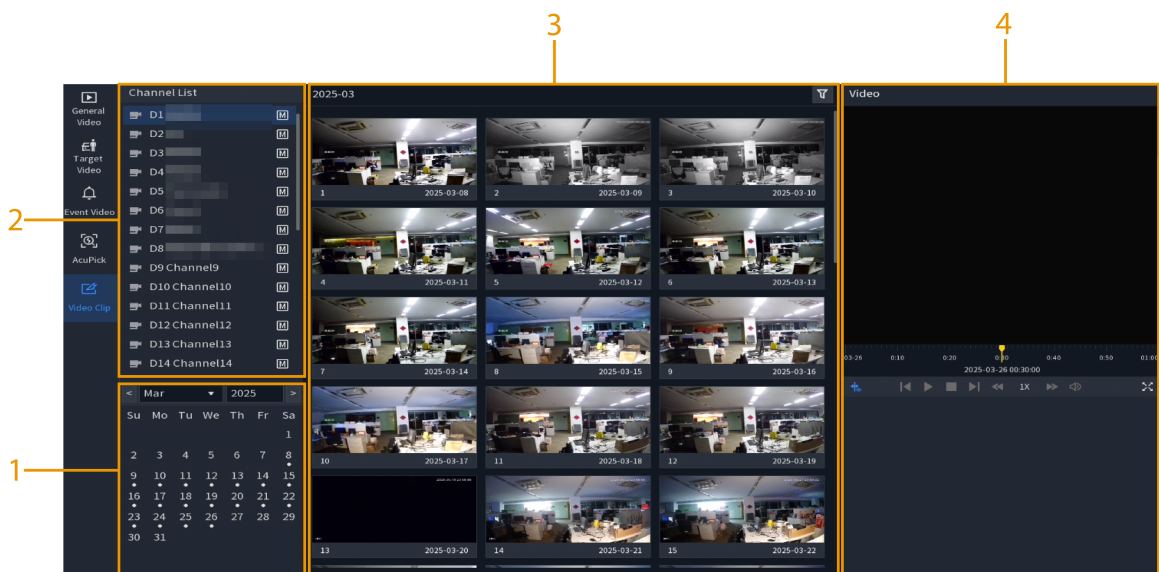 3
4
2
1
General
Video
Target
Video
Event Video
AcuPick
Video Clip
Channel List
D1 M
D2 M
D3 M
D4 M
D5 M
D6 M
D7 M
D8 M
D9 Channel9 M
D10 Channel10 M
D11 Channel11 M
D12 Channel12 M
D13 Channel13 M
D14 Channel14 M
< Mar ▼ 2025 >
Su Mo Tu We Th Fr Sa
1
2 3 4 5 6 7 8
9 10 11 12 13 14 15
16 17 18 19 20 21 22
23 24 25 26 27 28 29
30 31
2025-03
1 2025-03-08
2 2025-03-09
3 2025-03-10
4 2025-03-11
5 2025-03-12
6 2025-03-13
7 2025-03-14
8 2025-03-15
9 2025-03-16
10 2025-03-17
11 2025-03-18
12 2025-03-19
13 2025-03-20
14 2025-03-21
15 2025-03-22
Video
03-26 0:10 0:20 0:30 0:40 0:50 01:00
2025-03-26 00:30:00
1X